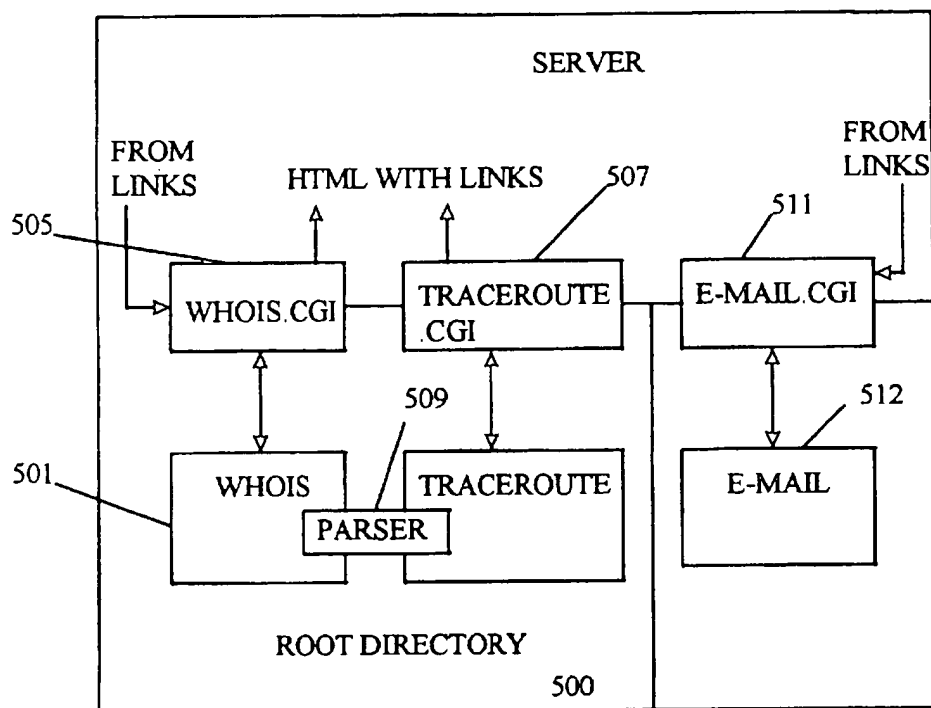 SERVER
FROM
LINKS
HTML WITH LINKS
507
FROM
LINKS
511
505
WHOIS.CGI
TRACEROUTE
.CGI
E-MAIL.CGI
509
512
501
WHOIS
TRACEROUTE
E-MAIL
PARSER
ROOT DIRECTORY
500